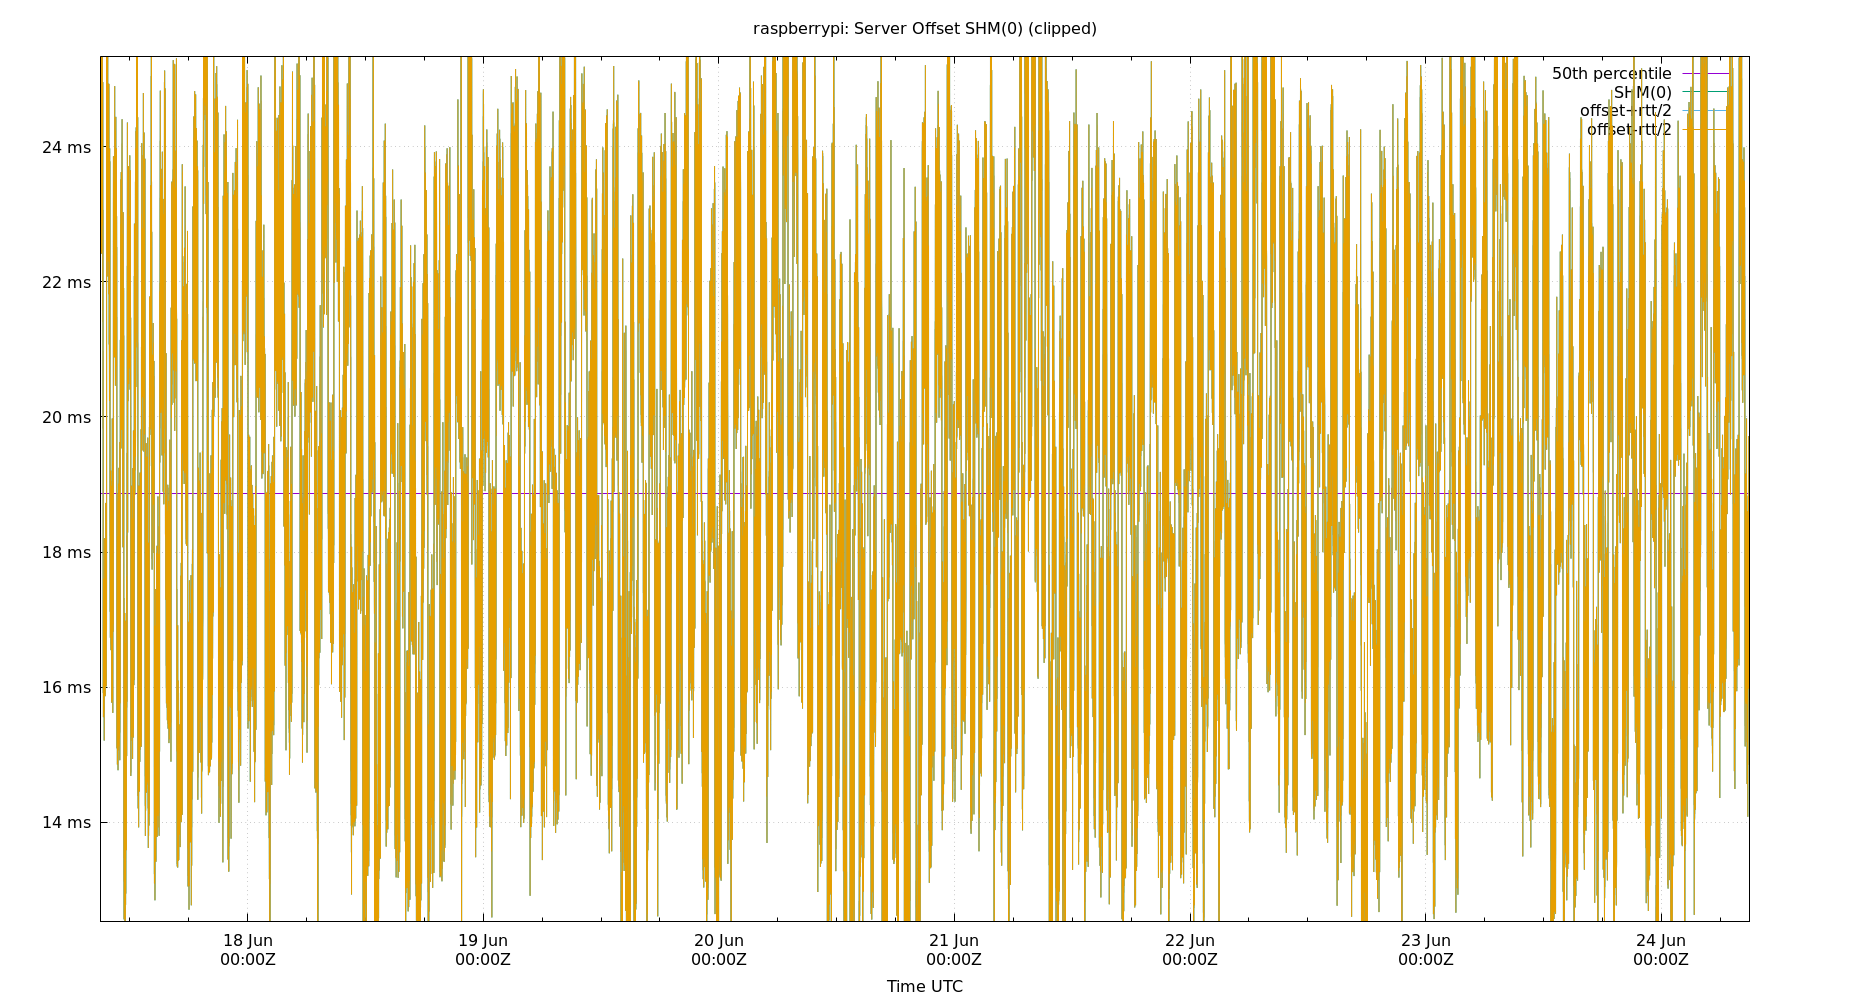 raspberrypi: Server Offset SHM(0) (clipped)
50th percentile
SHM(0)
offset+rtt/2
offset-rtt/2
24 ms
22 ms
20 ms
18 ms
16 ms
14 ms
18 Jun 19 Jun 20 Jun 21 Jun 22 Jun 23 Jun 24 Jun
00:00Z 00:00Z 00:00Z 00:00Z 00:00Z 00:00Z 00:00Z
Time UTC